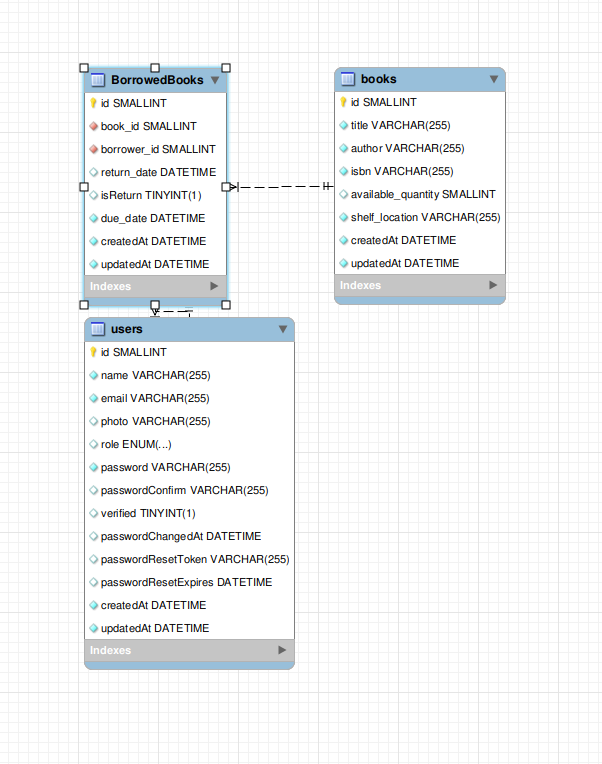 BorrowedBooks
id SMALLINT
book_id SMALLINT
borrower_id SMALLINT
return_date DATETIME
isReturn TINYINT(1)
due_date DATETIME
createdAt DATETIME
updatedAt DATETIME
Indexes
books
id SMALLINT
title VARCHAR(255)
author VARCHAR(255)
isbn VARCHAR(255)
available_quantity SMALLINT
shelf_location VARCHAR(255)
createdAt DATETIME
updatedAt DATETIME
Indexes
users
id SMALLINT
name VARCHAR(255)
email VARCHAR(255)
photo VARCHAR(255)
role ENUM(...)
password VARCHAR(255)
passwordConfirm VARCHAR(255)
verified TINYINT(1)
passwordChangedAt DATETIME
passwordResetToken VARCHAR(255)
passwordResetExpires DATETIME
createdAt DATETIME
updatedAt DATETIME
Indexes